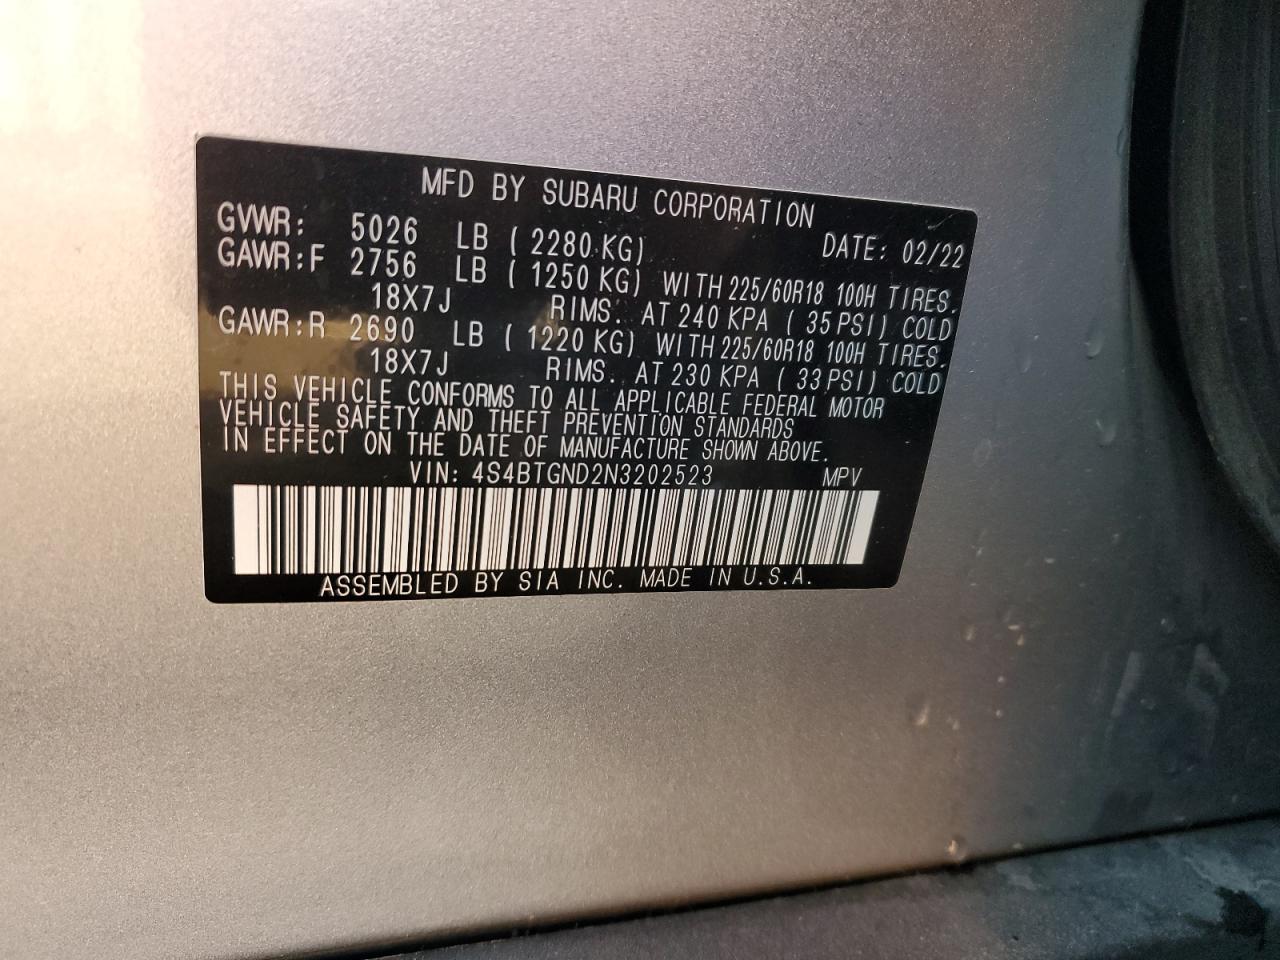 MFD BY SUBARU CORPORATION
GVWR: 5026 LB ( 2280 KG) DATE: 02/22
GAWR:F 2756 LB ( 1250 KG) WITH 225/60R18 100H TIRES.
18X7J RIMS. AT 240 KPA ( 35 PSI) COLD
GAWR:R 2690 LB ( 1220 KG) WITH 225/60R18 100H TIRES.
18X7J RIMS. AT 230 KPA ( 33 PSI) COLD
THIS VEHICLE CONFORMS TO ALL APPLICABLE FEDERAL MOTOR
VEHICLE SAFETY AND THEFT PREVENTION STANDARDS
IN EFFECT ON THE DATE OF MANUFACTURE SHOWN ABOVE.
VIN: 4S4BTGND2N3202523 MPV
ASSEMBLED BY SIA INC. MADE IN U.S.A.